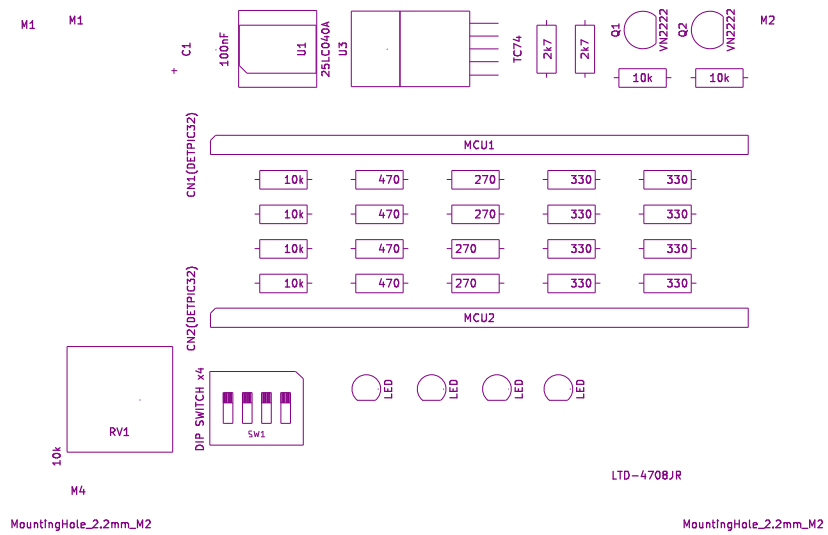 M1
M1
M2
C1
+
100nF
U1
25LC040A
U3
TC74
2k7
2k7
Q1
VN2222
Q2
VN2222
10k
10k
CN1(DETPIC32)
MCU1
10k
470
270
330
330
10k
470
270
330
330
10k
470
270
330
330
10k
470
270
330
330
CN2(DETPIC32)
MCU2
RV1
10k
DIP SWITCH x4
SW1
LED
LED
LED
LED
LTD-4708JR
M4
MountingHole_2.2mm_M2
MountingHole_2.2mm_M2